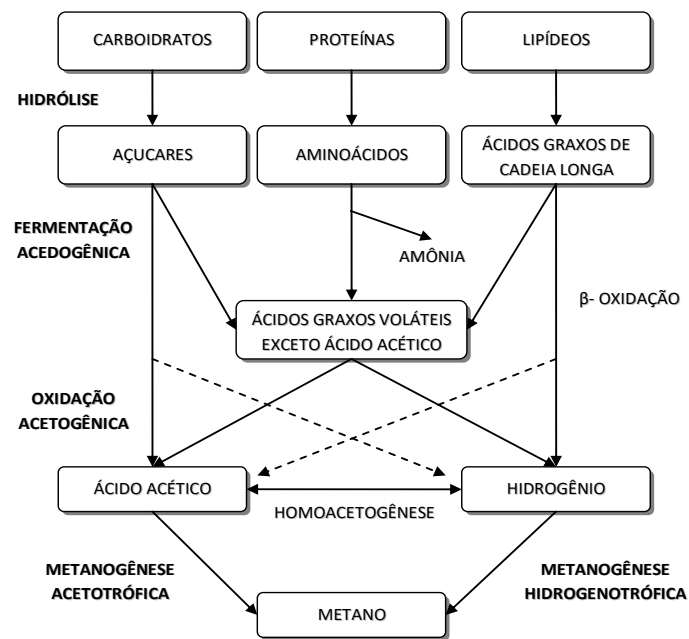 CARBOIDRATOS
PROTEÍNAS
LIPÍDEOS
HIDRÓLISE
AÇUCARES
AMINOÁCIDOS
ÁCIDOS GRAXOS DE
CADEIA LONGA
FERMENTAÇÃO
ACEDOGÊNICA
AMÔNIA
β- OXIDAÇÃO
ÁCIDOS GRAXOS VOLÁTEIS
EXCETO ÁCIDO ACÉTICO
OXIDAÇÃO
ACETOGÊNICA
ÁCIDO ACÉTICO
HIDROGÊNIO
HOMOACETOGÊNESE
METANOGÊNESE
ACETOTRÓFICA
METANOGÊNESE
HIDROGENOTRÓFICA
METANO